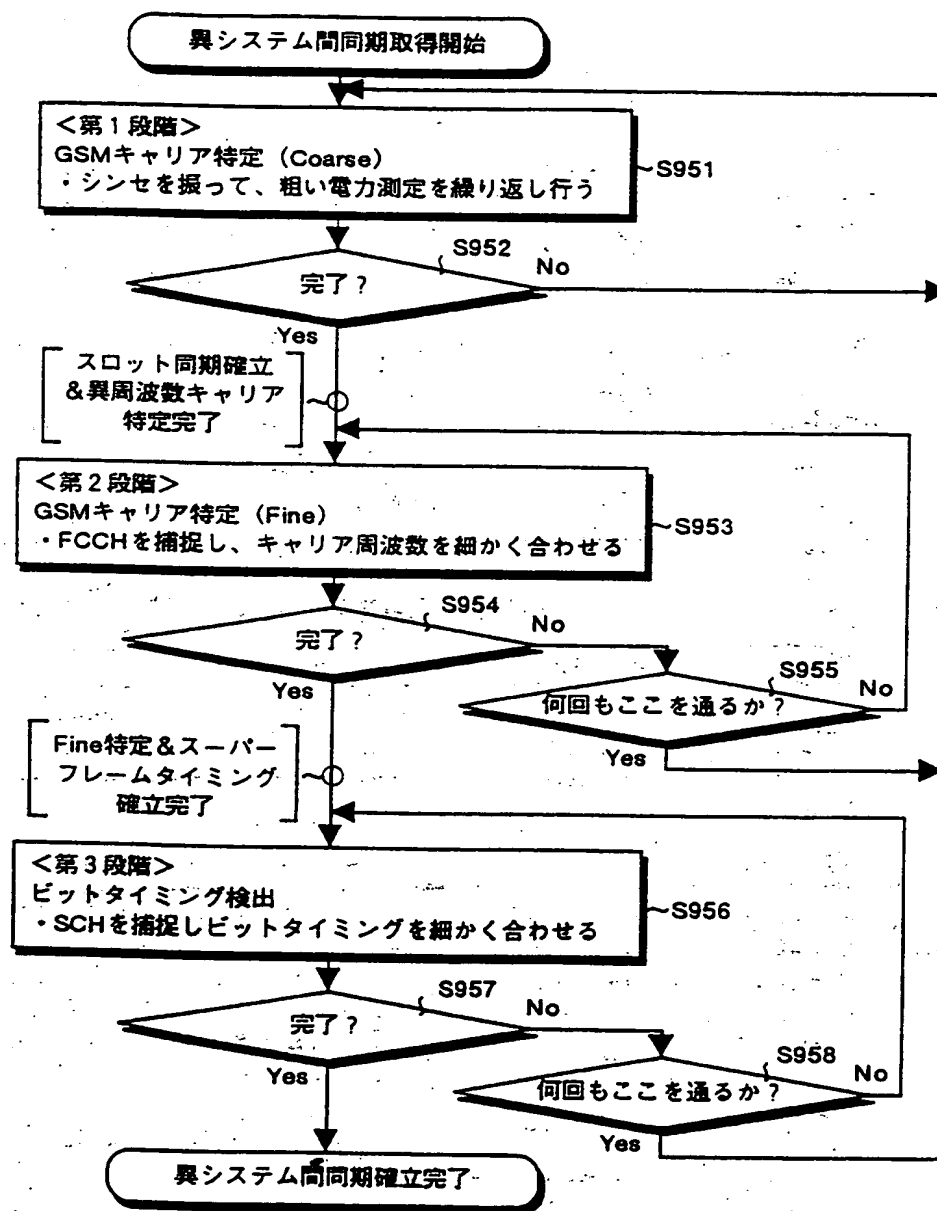 異システム間同期取得開始
<第1段階>
GSMキャリア特定（Coarse）
・シンセを振って、粗い電力測定を繰り返し行う
S951
S952
完了？
No
Yes
スロット同期確立
＆異周波数キャリア
特定完了
<第2段階>
GSMキャリア特定（Fine）
・FCCHを捕捉し、キャリア周波数を細かく合わせる
S953
S954
完了？
No
Yes
S955
何回もここを通るか？
No
Yes
Fine特定＆スーパー
フレームタイミング
確立完了
<第3段階>
ビットタイミング検出
・SCHを捕捉しビットタイミングを細かく合わせる
S956
S957
完了？
No
Yes
S958
何回もここを通るか？
No
Yes
異システム間同期確立完了